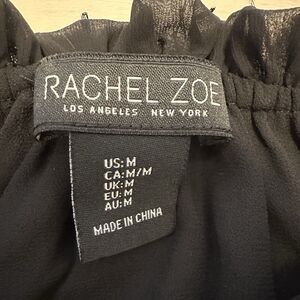 RACHEL ZOE
LOS ANGELES NEW YORK
US: M
CA: M/M
UK: M
EU: M
AU: M
MADE IN CHINA